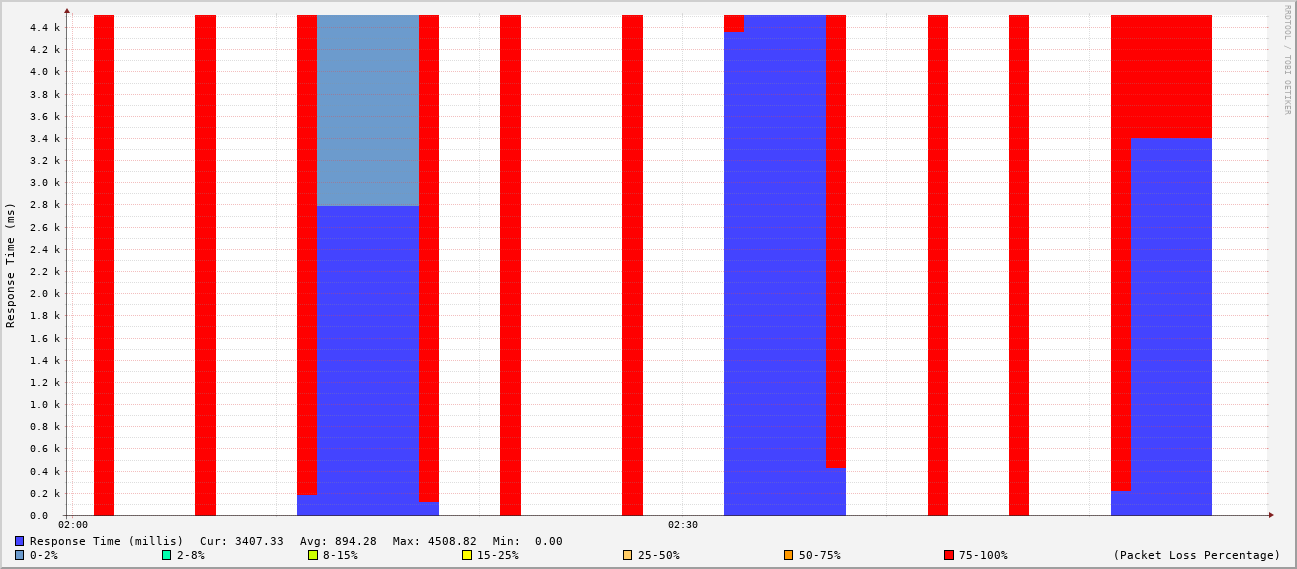 RRDTOOL / TOBI OETIKER
Response Time (ms)
4.4 k
4.2 k
4.0 k
3.8 k
3.6 k
3.4 k
3.2 k
3.0 k
2.8 k
2.6 k
2.4 k
2.2 k
2.0 k
1.8 k
1.6 k
1.4 k
1.2 k
1.0 k
0.8 k
0.6 k
0.4 k
0.2 k
0.0
02:00 02:30
Response Time (millis) Cur: 3407.33 Avg: 894.28 Max: 4508.82 Min: 0.00
0-2% 2-8% 8-15% 15-25% 25-50% 50-75% 75-100% (Packet Loss Percentage)